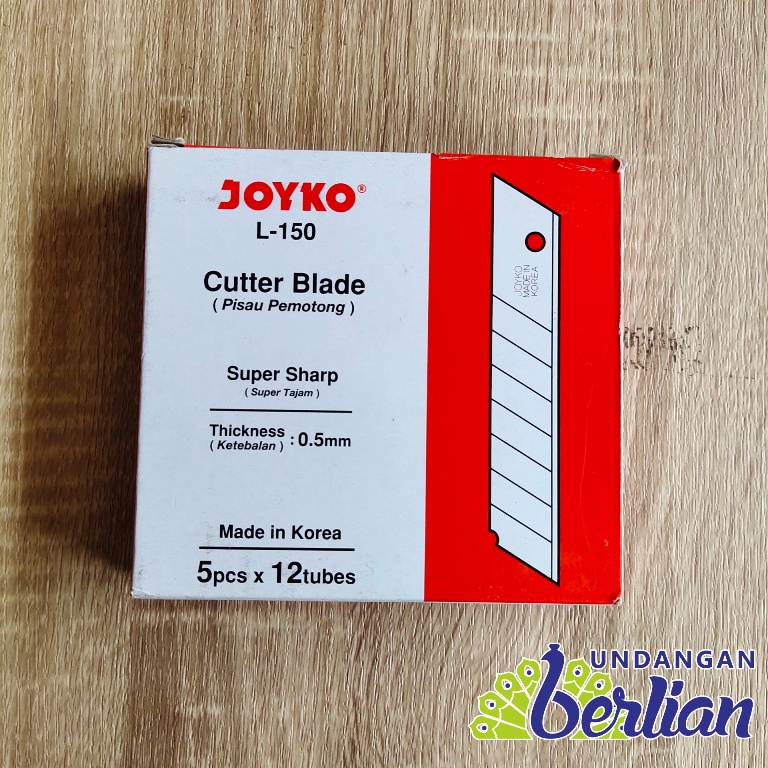 JOYKO®
L-150
Cutter Blade
( Pisau Pemotong )
Super Sharp
( Super Tajam )
Thickness : 0.5mm
( Ketebalan )
Made in Korea
5pcs x 12tubes
JOYKO
MADE IN
KOREA
UNDANGAN
berlian